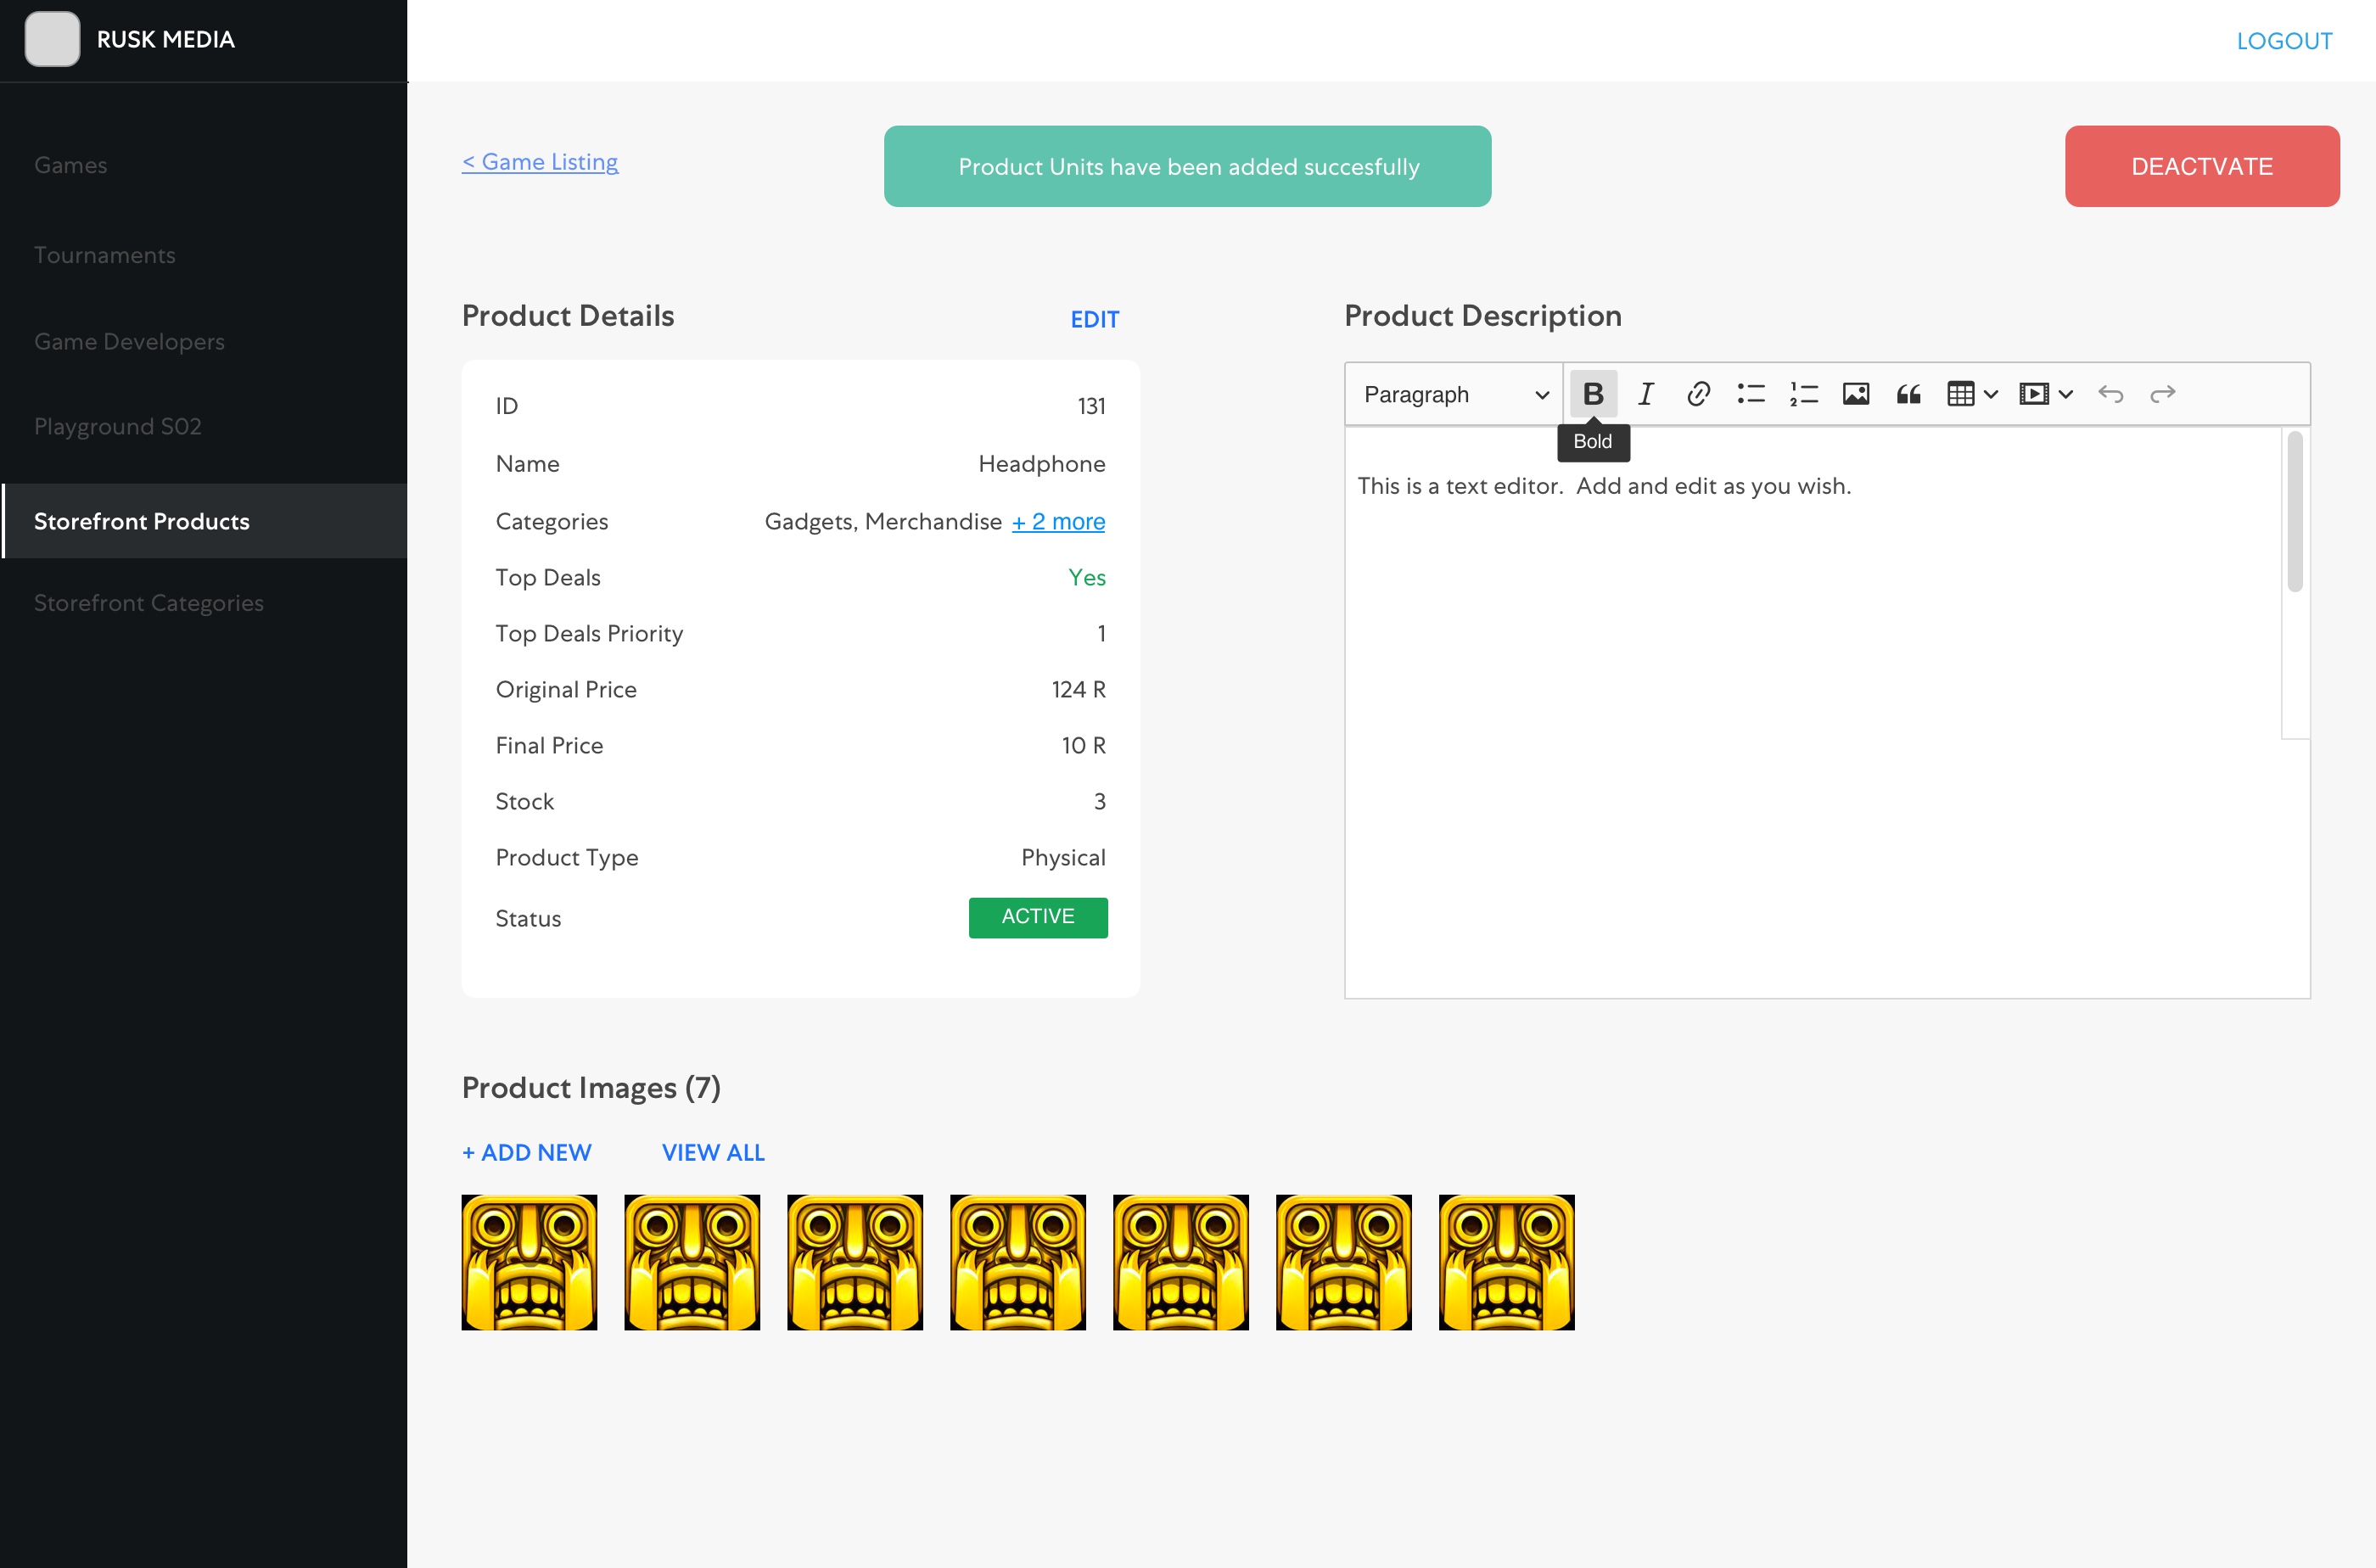 RUSK MEDIA
LOGOUT
Games
Tournaments
Game Developers
Playground S02
Storefront Products
Storefront Categories
< Game Listing
Product Units have been added succesfully
DEACTVATE
Product Details
EDIT
ID 131
Name Headphone
Categories Gadgets, Merchandise + 2 more
Top Deals Yes
Top Deals Priority 1
Original Price 124 R
Final Price 10 R
Stock 3
Product Type Physical
Status ACTIVE
Product Description
Paragraph
Bold
This is a text editor.  Add and edit as you wish.
Product Images (7)
+ ADD NEW VIEW ALL